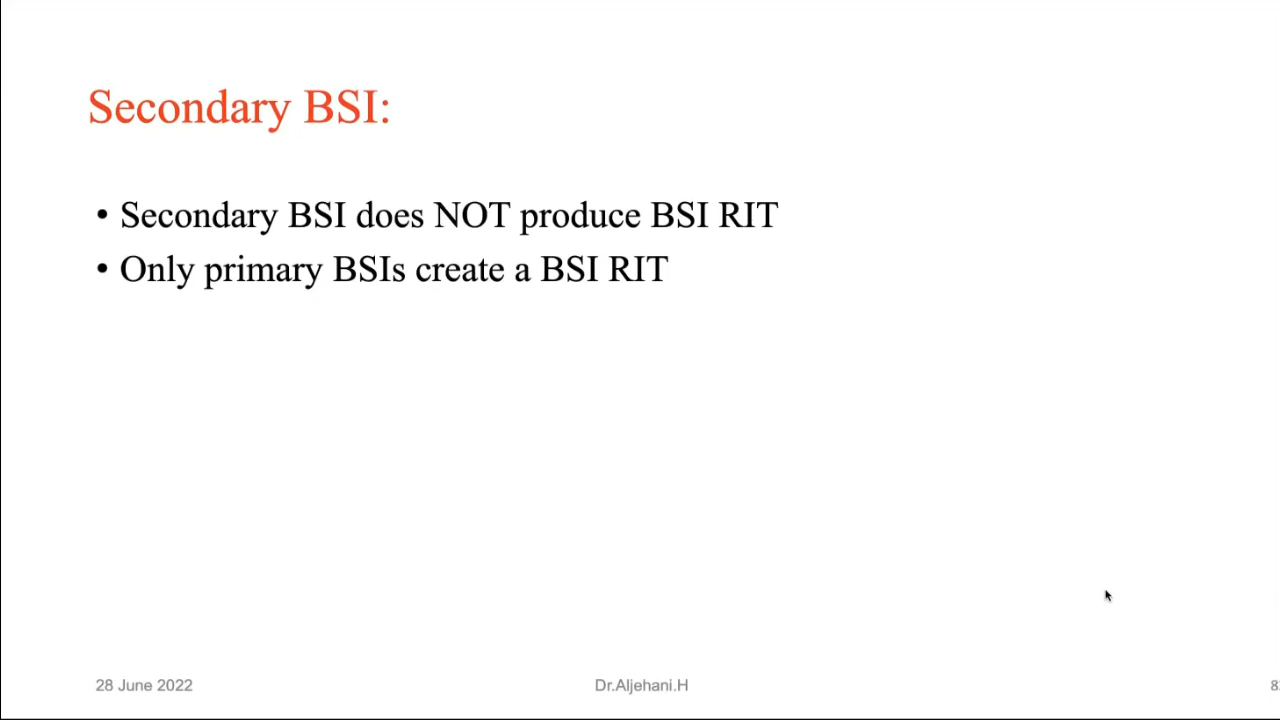 Secondary BSI:
• Secondary BSI does NOT produce BSI RIT
• Only primary BSIs create a BSI RIT
28 June 2022
Dr.Aljehani.H